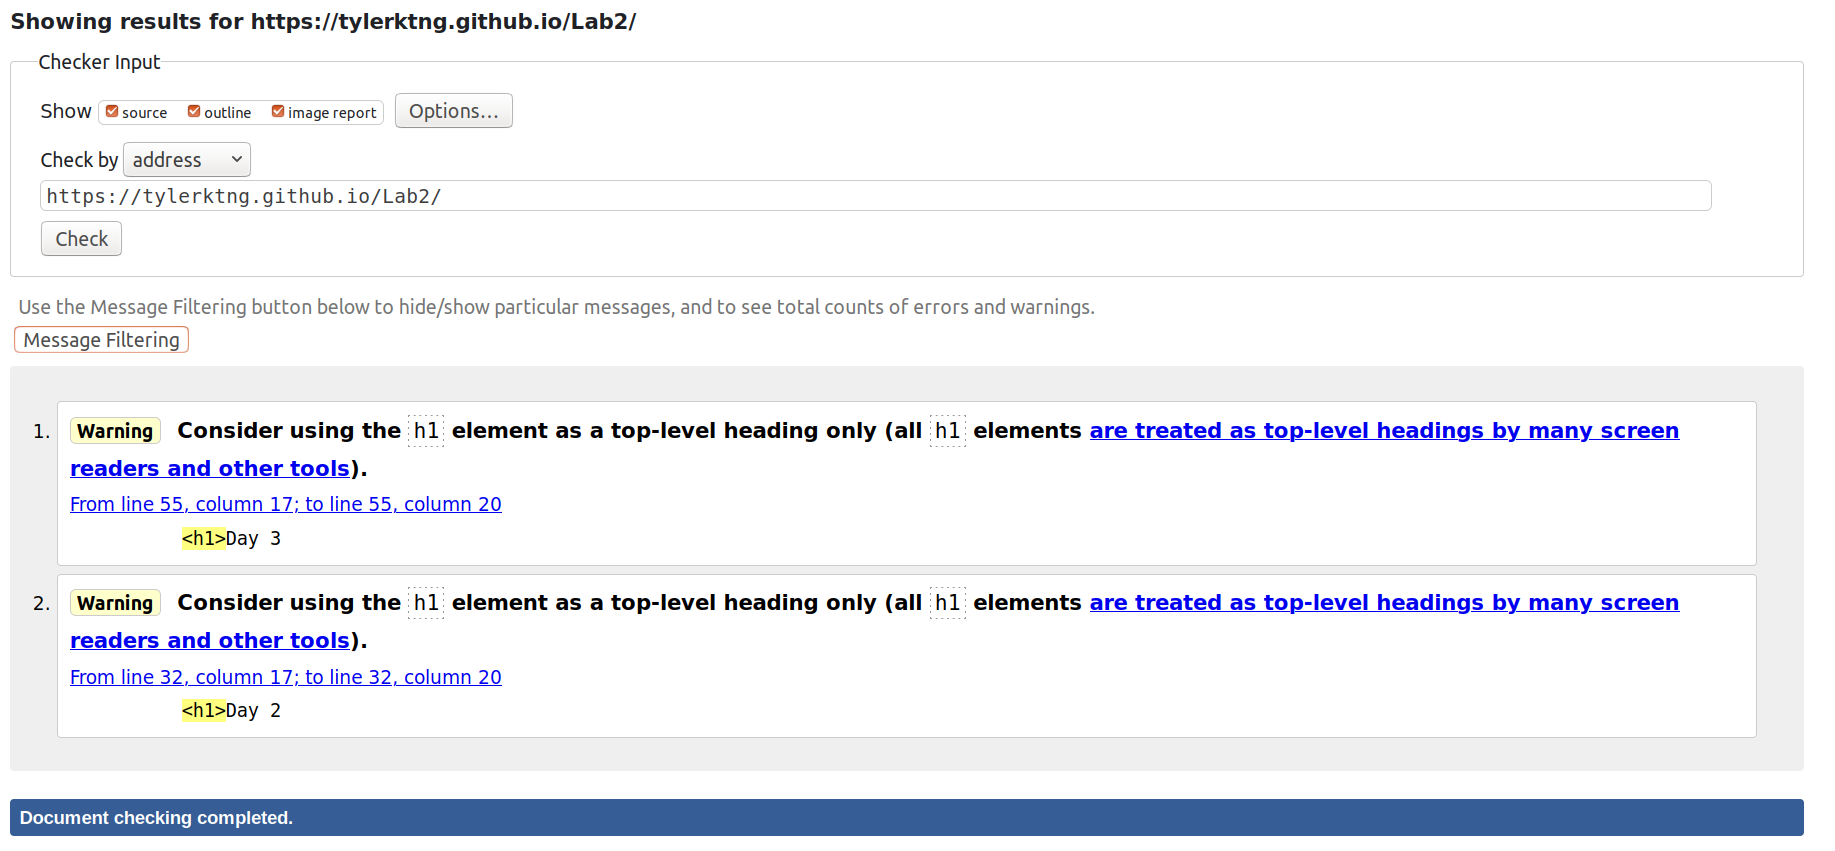 Showing results for https://tylerktng.github.io/Lab2/
Checker Input
Show source outline image report Options...
Check by address
https://tylerktng.github.io/Lab2/
Check
Use the Message Filtering button below to hide/show particular messages, and to see total counts of errors and warnings.
Message Filtering
1. Warning Consider using the h1 element as a top-level heading only (all h1 elements are treated as top-level headings by many screen
readers and other tools).
From line 55, column 17; to line 55, column 20
<h1>Day 3
2. Warning Consider using the h1 element as a top-level heading only (all h1 elements are treated as top-level headings by many screen
readers and other tools).
From line 32, column 17; to line 32, column 20
<h1>Day 2
Document checking completed.